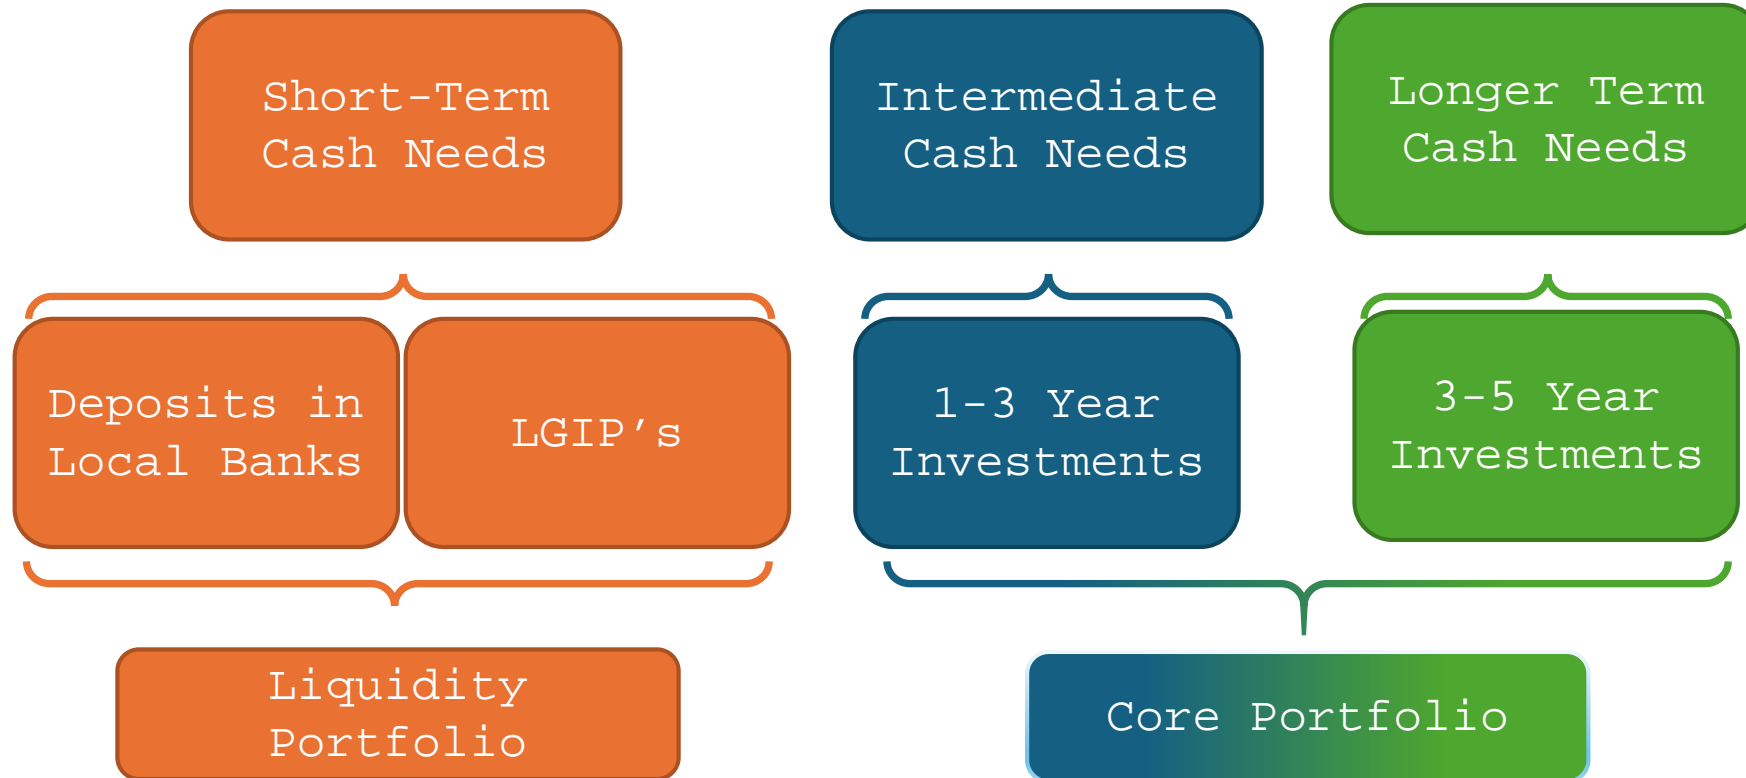 Short-Term
Cash Needs
Intermediate
Cash Needs
Longer Term
Cash Needs
Deposits in
Local Banks
LGIP’s
1-3 Year
Investments
3-5 Year
Investments
Liquidity
Portfolio
Core Portfolio